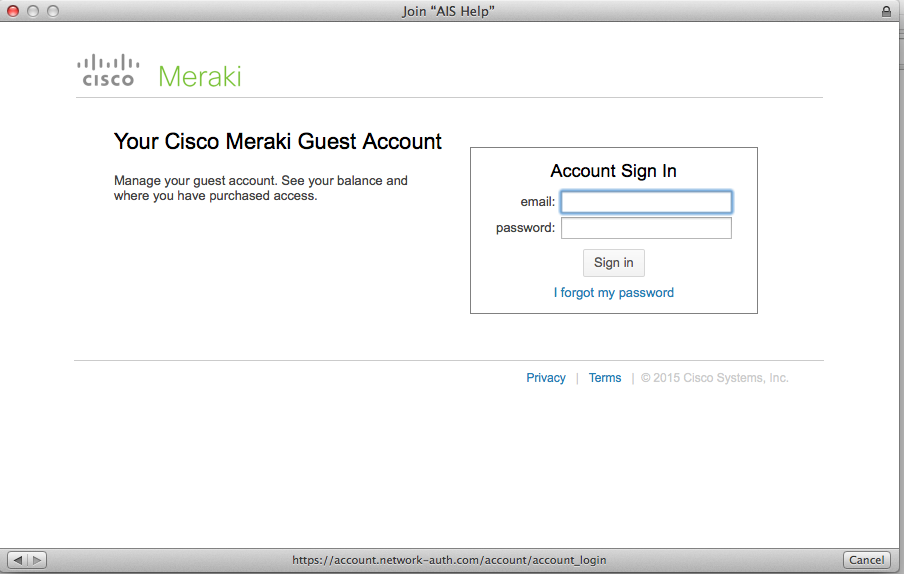 Join “AIS Help”
cisco Meraki
Your Cisco Meraki Guest Account
Manage your guest account. See your balance and
where you have purchased access.
Account Sign In
email:
password:
Sign in
I forgot my password
Privacy | Terms | © 2015 Cisco Systems, Inc.
https://account.network-auth.com/account/account_login
Cancel